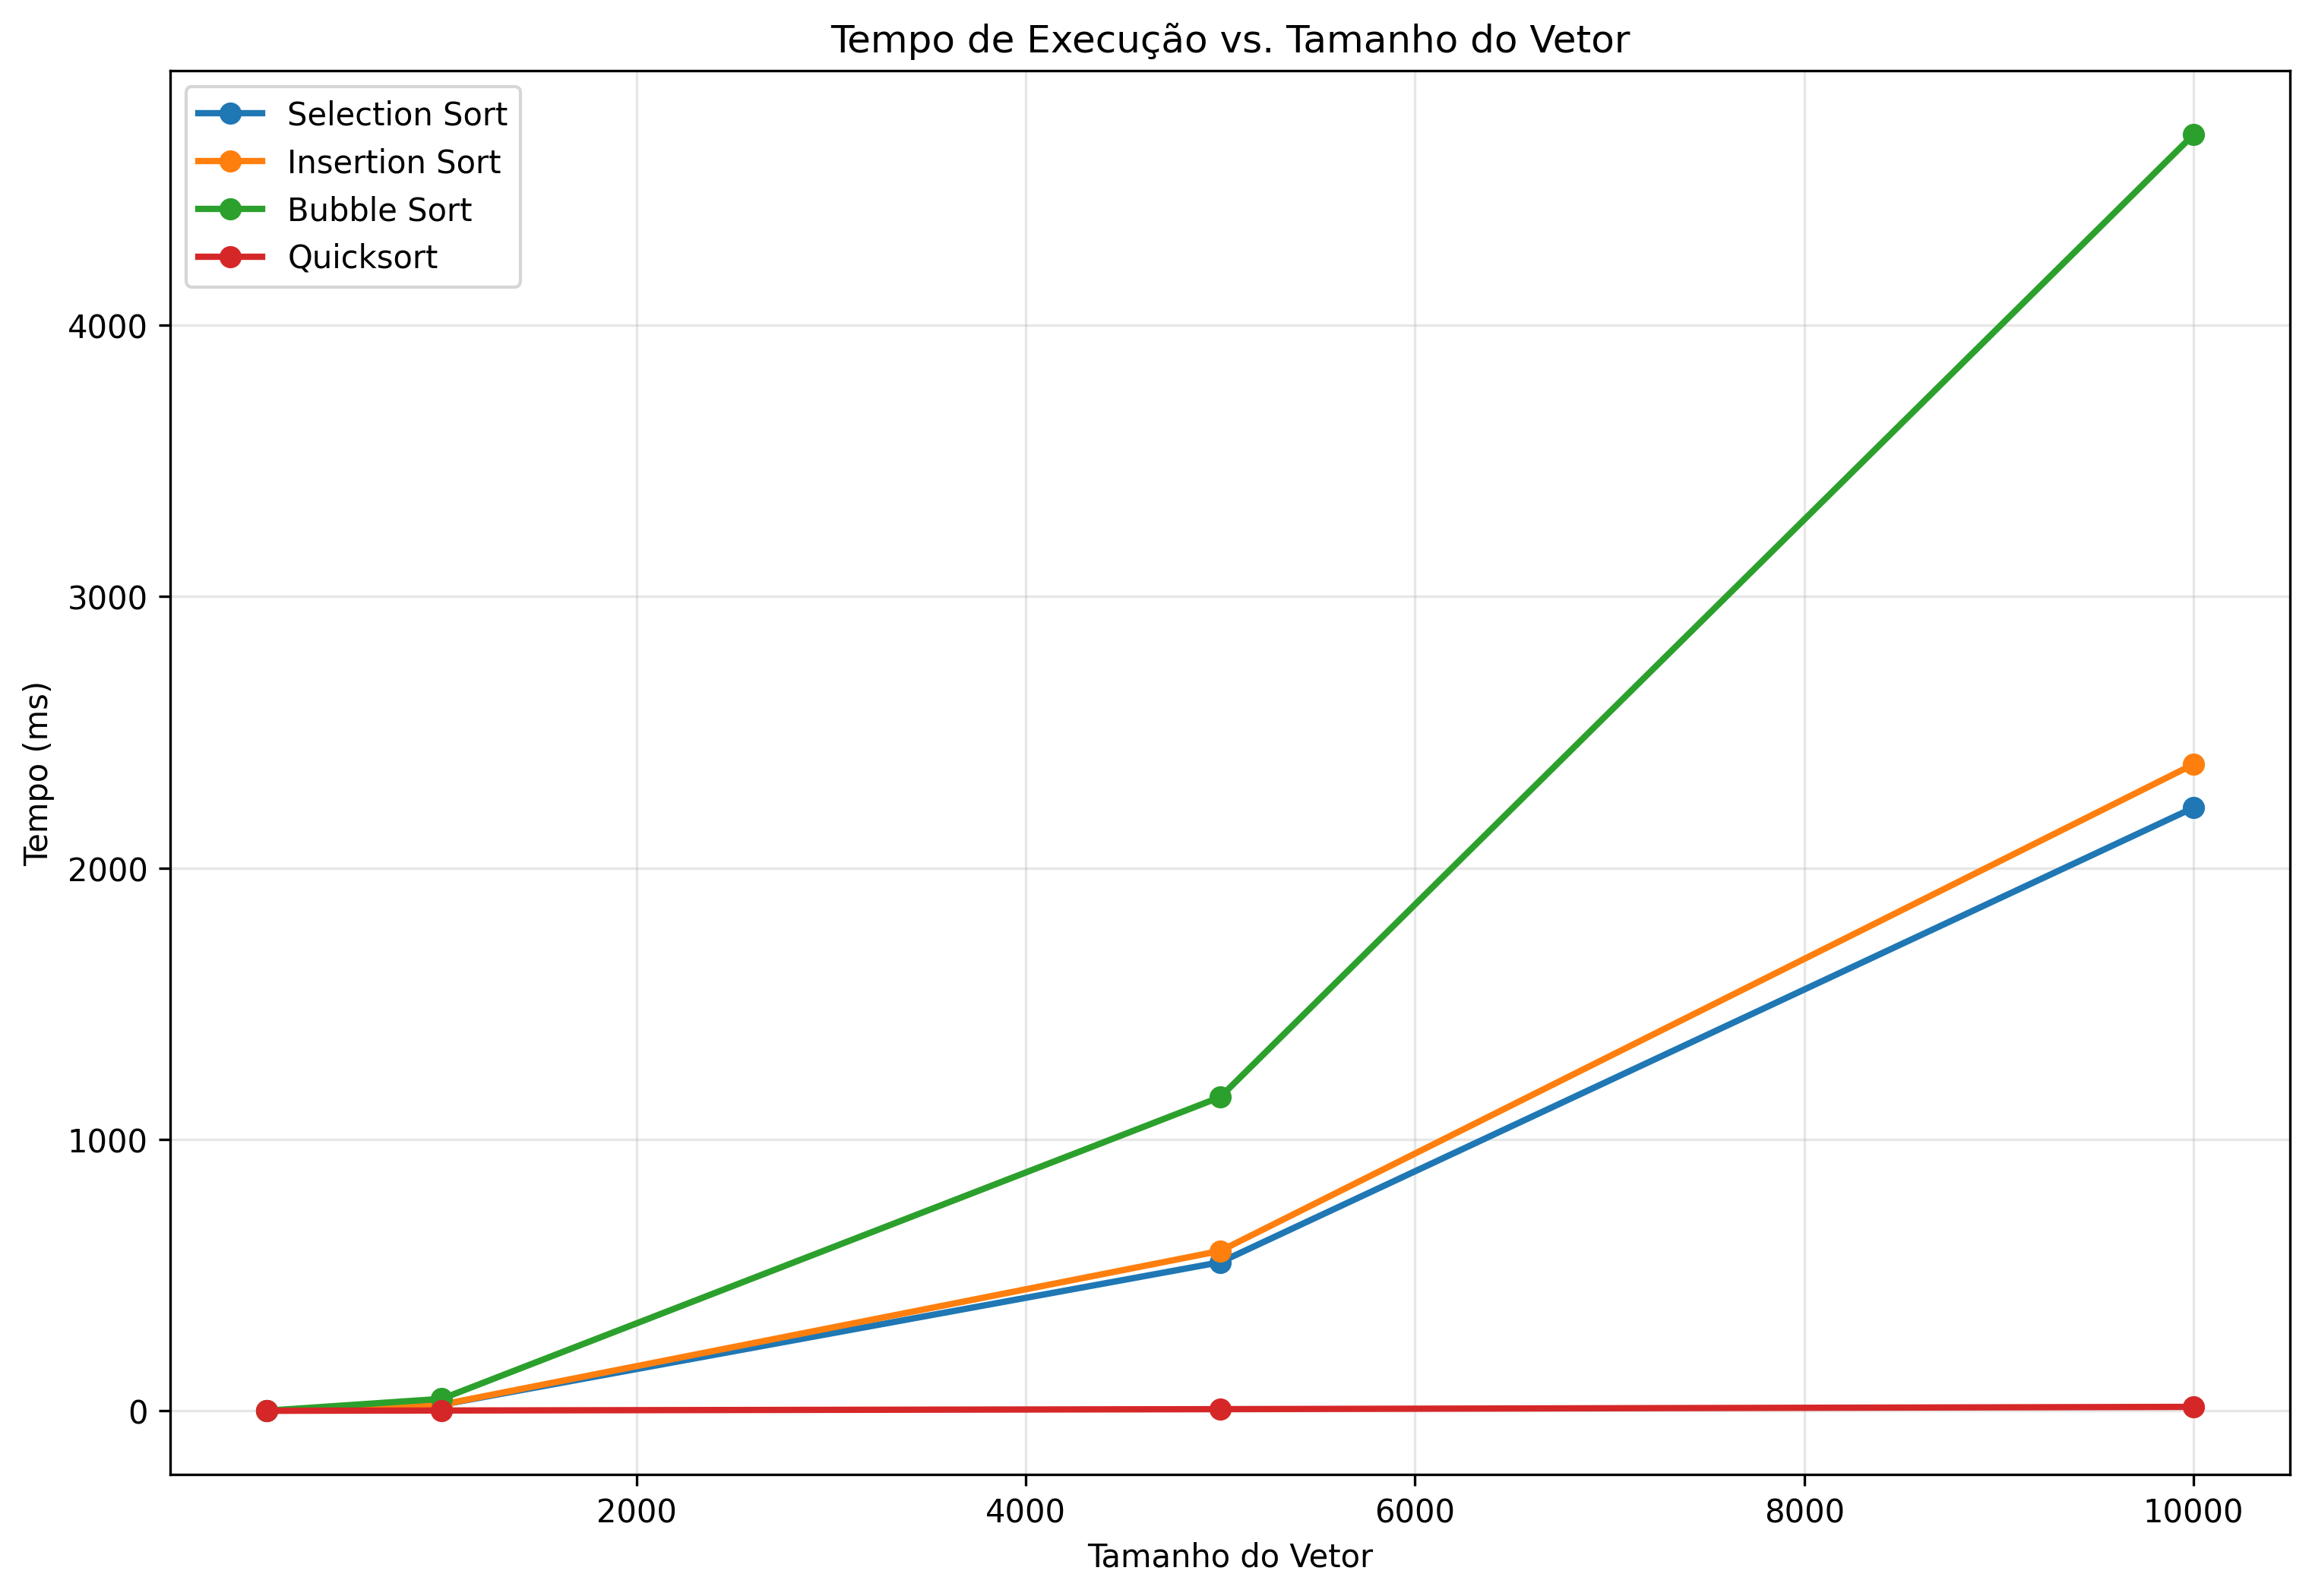 Tempo de Execução vs. Tamanho do Vetor
Selection Sort
Insertion Sort
Bubble Sort
Quicksort
4000
3000
2000
1000
0
Tempo (ms)
2000
4000
6000
8000
10000
Tamanho do Vetor